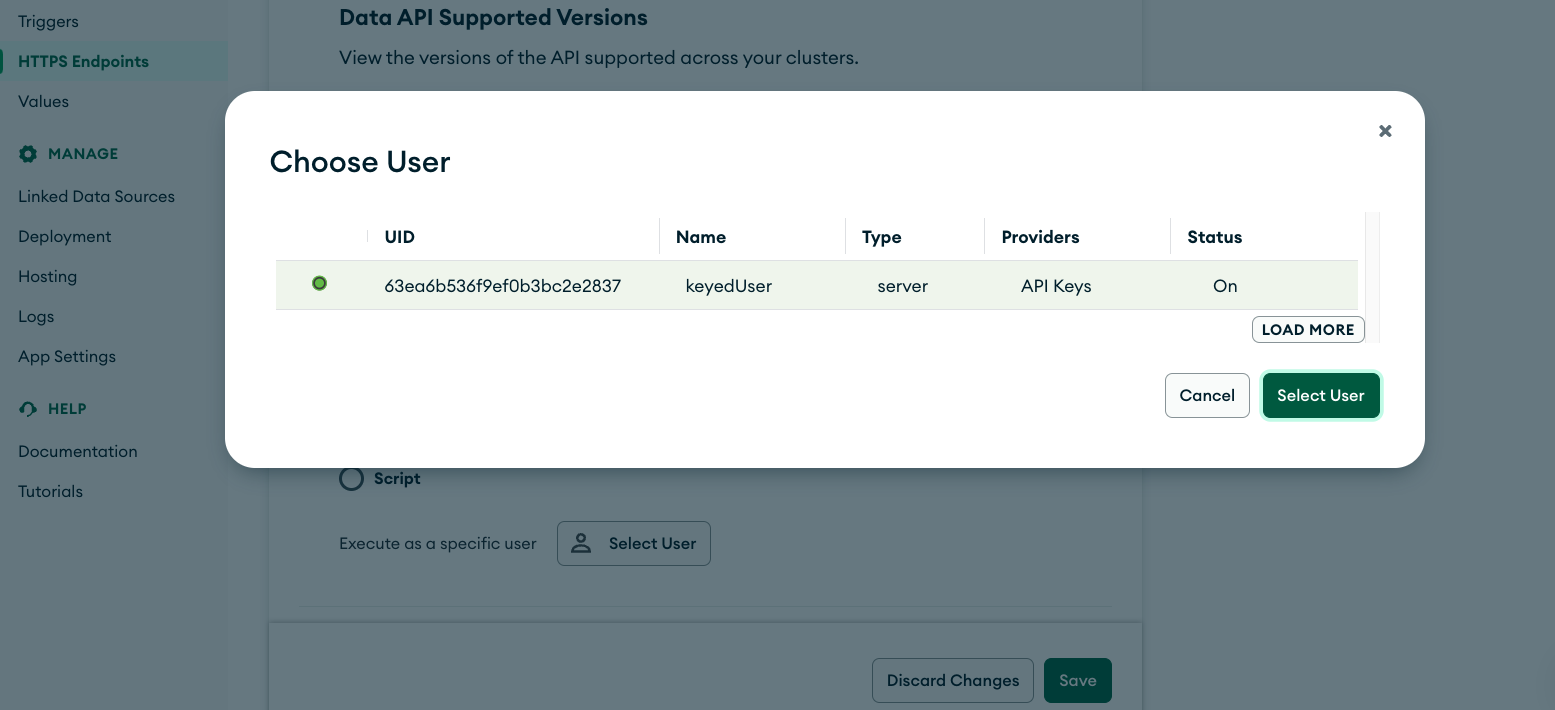 Triggers
HTTPS Endpoints
Values
MANAGE
Linked Data Sources
Deployment
Hosting
Logs
App Settings
HELP
Documentation
Tutorials
Data API Supported Versions
View the versions of the API supported across your clusters.
Choose User
UID Name Type Providers Status
63ea6b536f9ef0b3bc2e2837 keyedUser server API Keys On
LOAD MORE
Cancel Select User
Script
Execute as a specific user Select User
Discard Changes Save